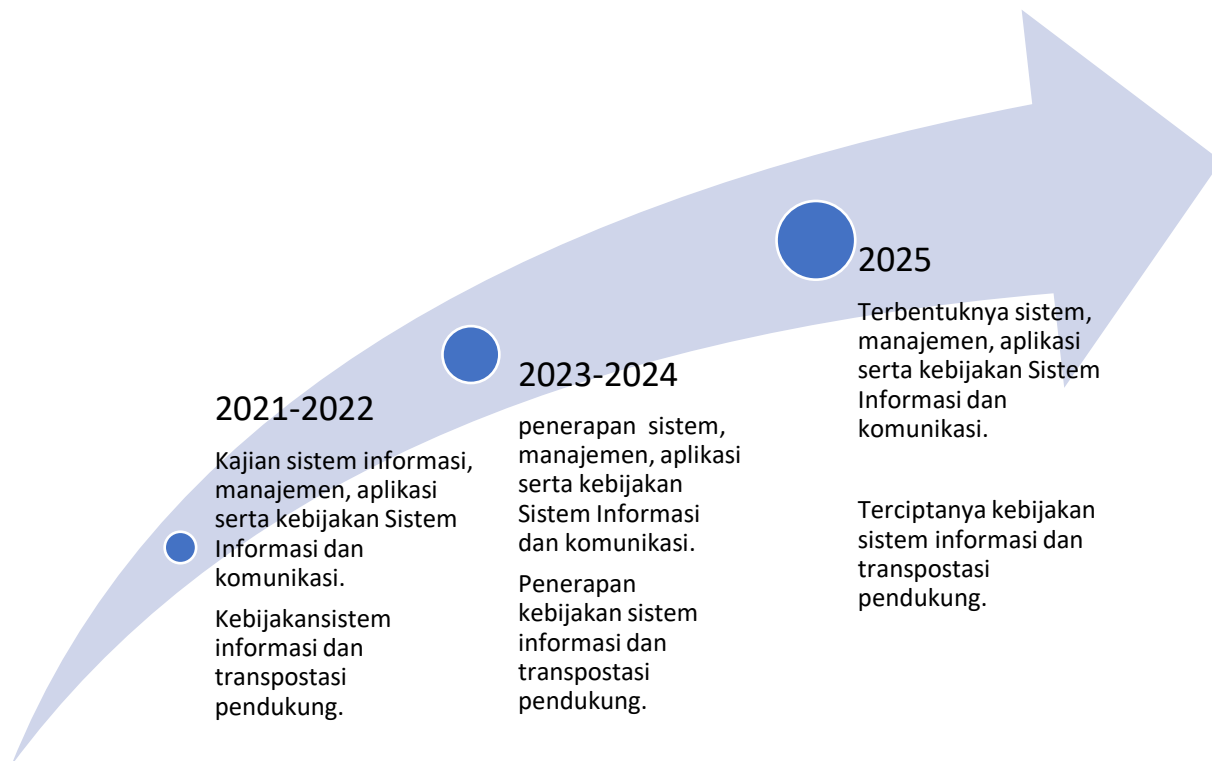 2021-2022
Kajian sistem informasi,
manajemen, aplikasi
serta kebijakan Sistem
Informasi dan
komunikasi.
Kebijakansistem
informasi dan
transpostasi
pendukung.
2023-2024
penerapan  sistem,
manajemen, aplikasi
serta kebijakan
Sistem Informasi
dan komunikasi.
Penerapan
kebijakan sistem
informasi dan
transpostasi
pendukung.
2025
Terbentuknya sistem,
manajemen, aplikasi
serta kebijakan Sistem
Informasi dan
komunikasi.
Terciptanya kebijakan
sistem informasi dan
transpostasi
pendukung.